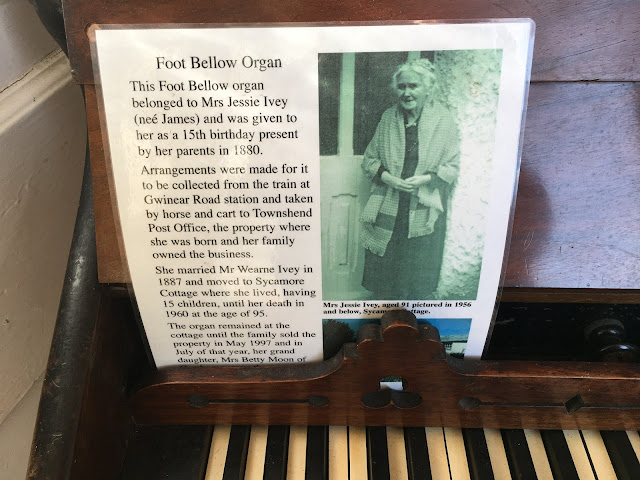 Foot Bellow Organ
This Foot Bellow organ
belonged to Mrs Jessie Ivey
(neé James) and was given to
her as a 15th birthday present
by her parents in 1880.
Arrangements were made for it
to be collected from the train at
Gwinear Road station and taken
by horse and cart to Townshend
Post Office, the property where
she was born and her family
owned the business.
She married Mr Wearne Ivey in
1887 and moved to Sycamore
Cottage where she lived, having
15 children, until her death in
1960 at the age of 95.
The organ remained at the
cottage until the family sold the
property in May 1997 and in
July of that year, her grand
daughter, Mrs Betty Moon of
Mrs Jessie Ivey, aged 91 pictured in 1956
and below, Sycamore Cottage.